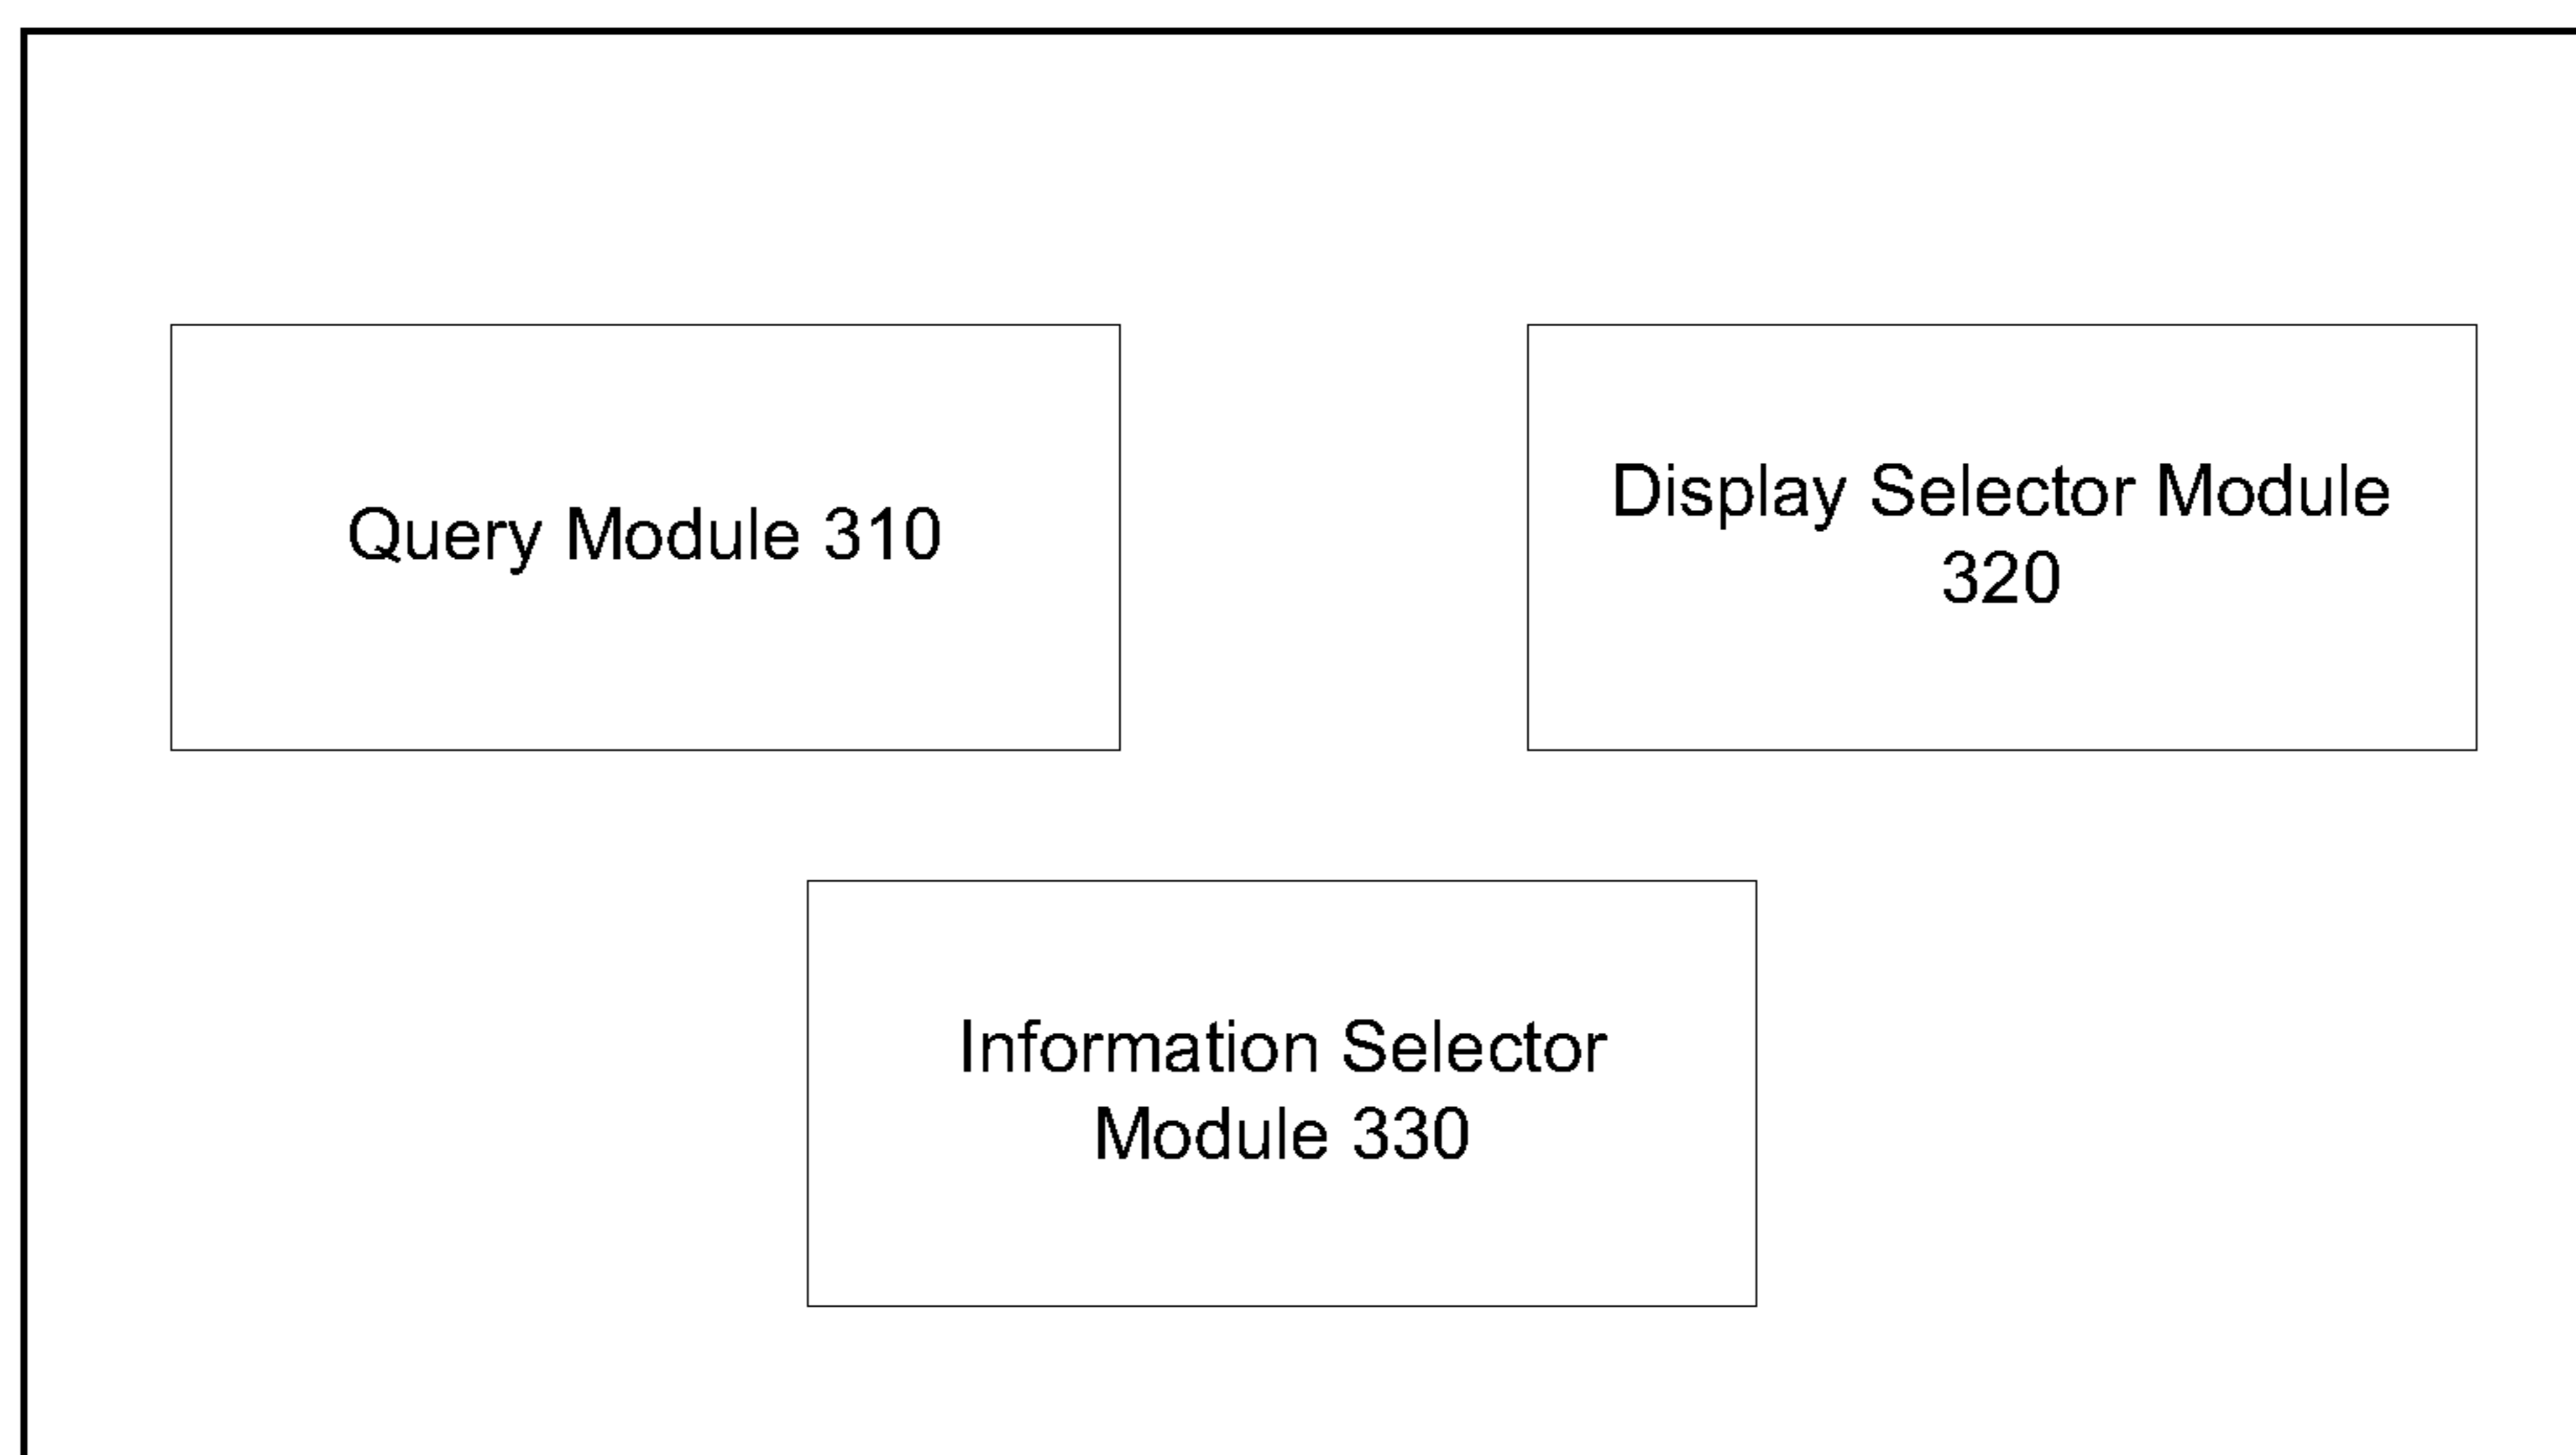 Query Module 310
Display Selector Module
320
Information Selector
Module 330